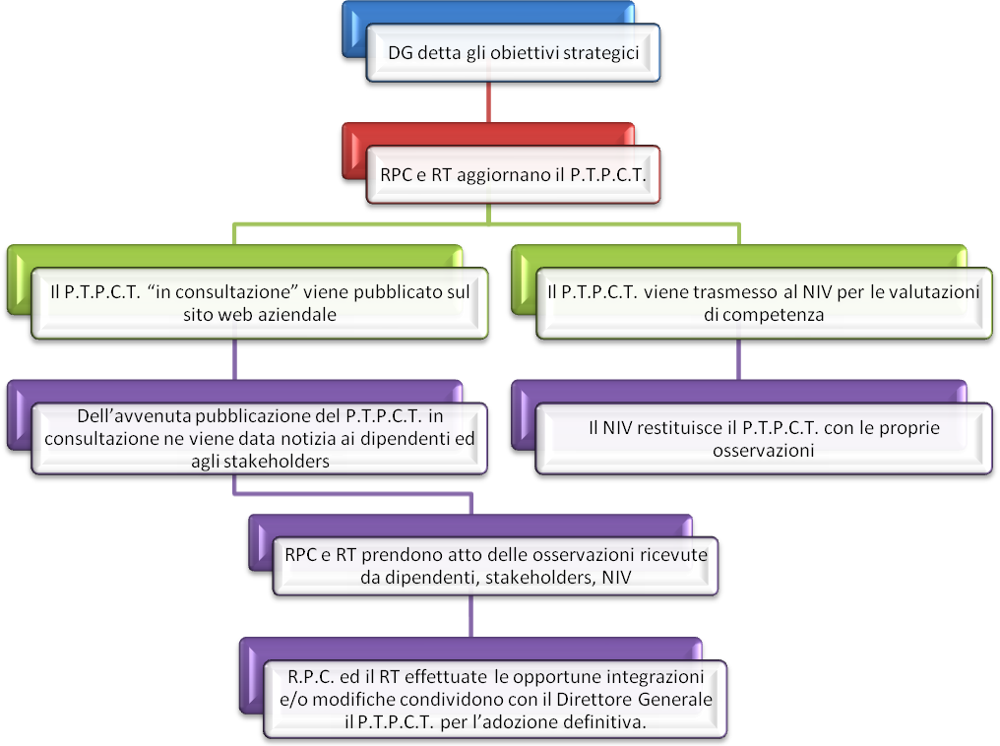 DG detta gli obiettivi strategici
RPC e RT aggiornano il P.T.P.C.T.
Il P.T.P.C.T. “in consultazione” viene pubblicato sul
sito web aziendale
Il P.T.P.C.T. viene trasmesso al NIV per le valutazioni
di competenza
Dell’avvenuta pubblicazione del P.T.P.C.T. in
consultazione ne viene data notizia ai dipendenti ed
agli stakeholders
Il NIV restituisce il P.T.P.C.T. con le proprie
osservazioni
RPC e RT prendono atto delle osservazioni ricevute
da dipendenti, stakeholders, NIV
R.P.C. ed il RT effettuate le opportune integrazioni
e/o modifiche condividono con il Direttore Generale
il P.T.P.C.T. per l’adozione definitiva.